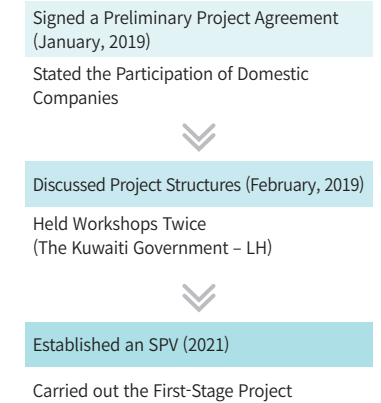 Signed a Preliminary Project Agreement
(January, 2019)
Stated the Participation of Domestic
Companies
Discussed Project Structures (February, 2019)
Held Workshops Twice
(The Kuwaiti Government – LH)
Established an SPV (2021)
Carried out the First-Stage Project